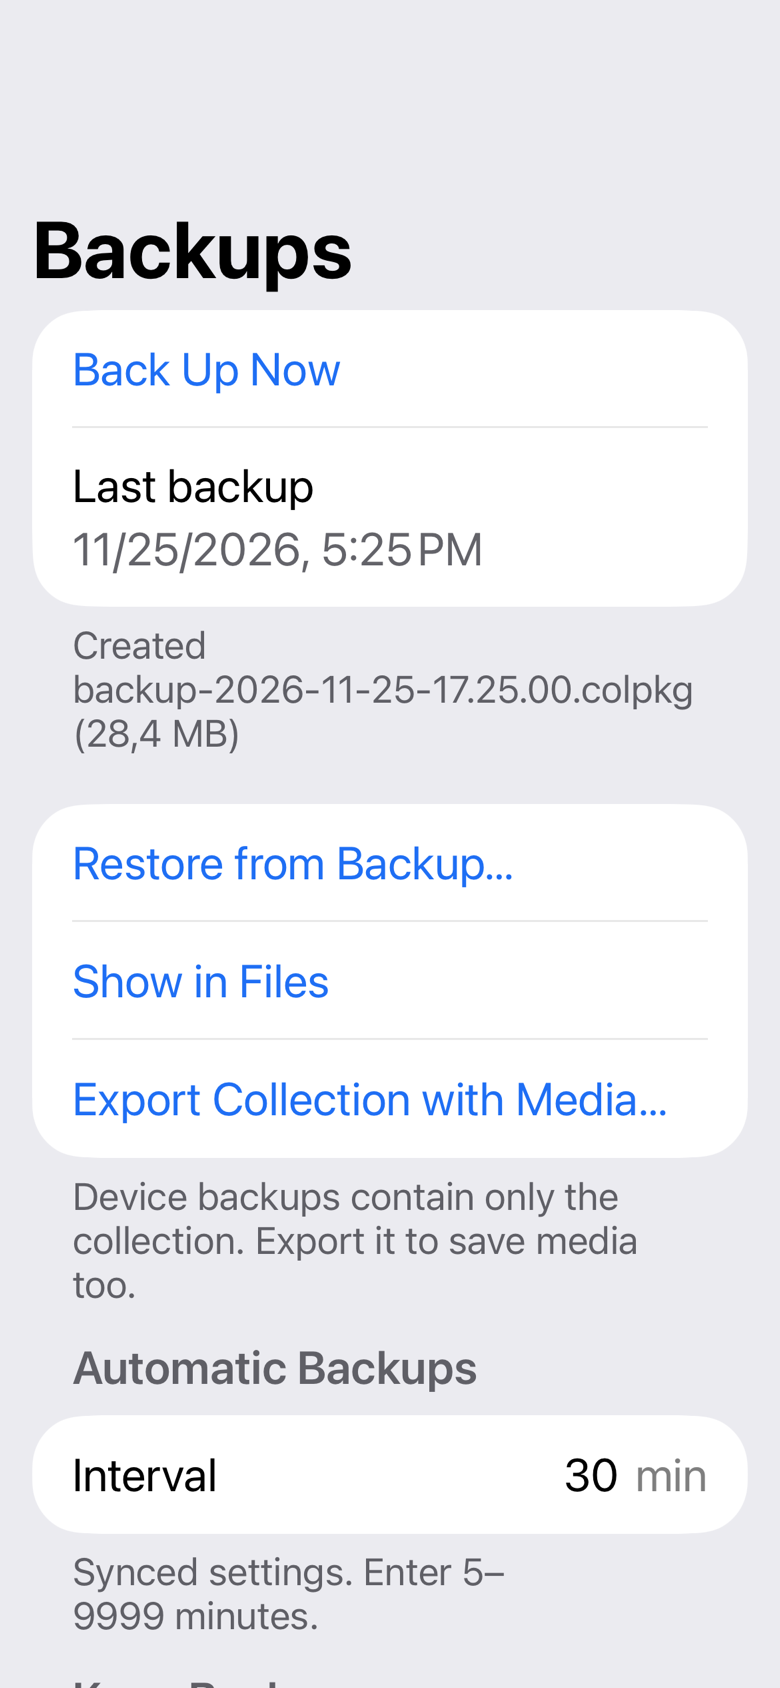 Backups
Back Up Now
Last backup
11/25/2026, 5:25 PM
Created
backup-2026-11-25-17.25.00.colpkg
(28,4 MB)
Restore from Backup…
Show in Files
Export Collection with Media…
Device backups contain only the
collection. Export it to save media
too.
Automatic Backups
Interval 30 min
Synced settings. Enter 5–
9999 minutes.